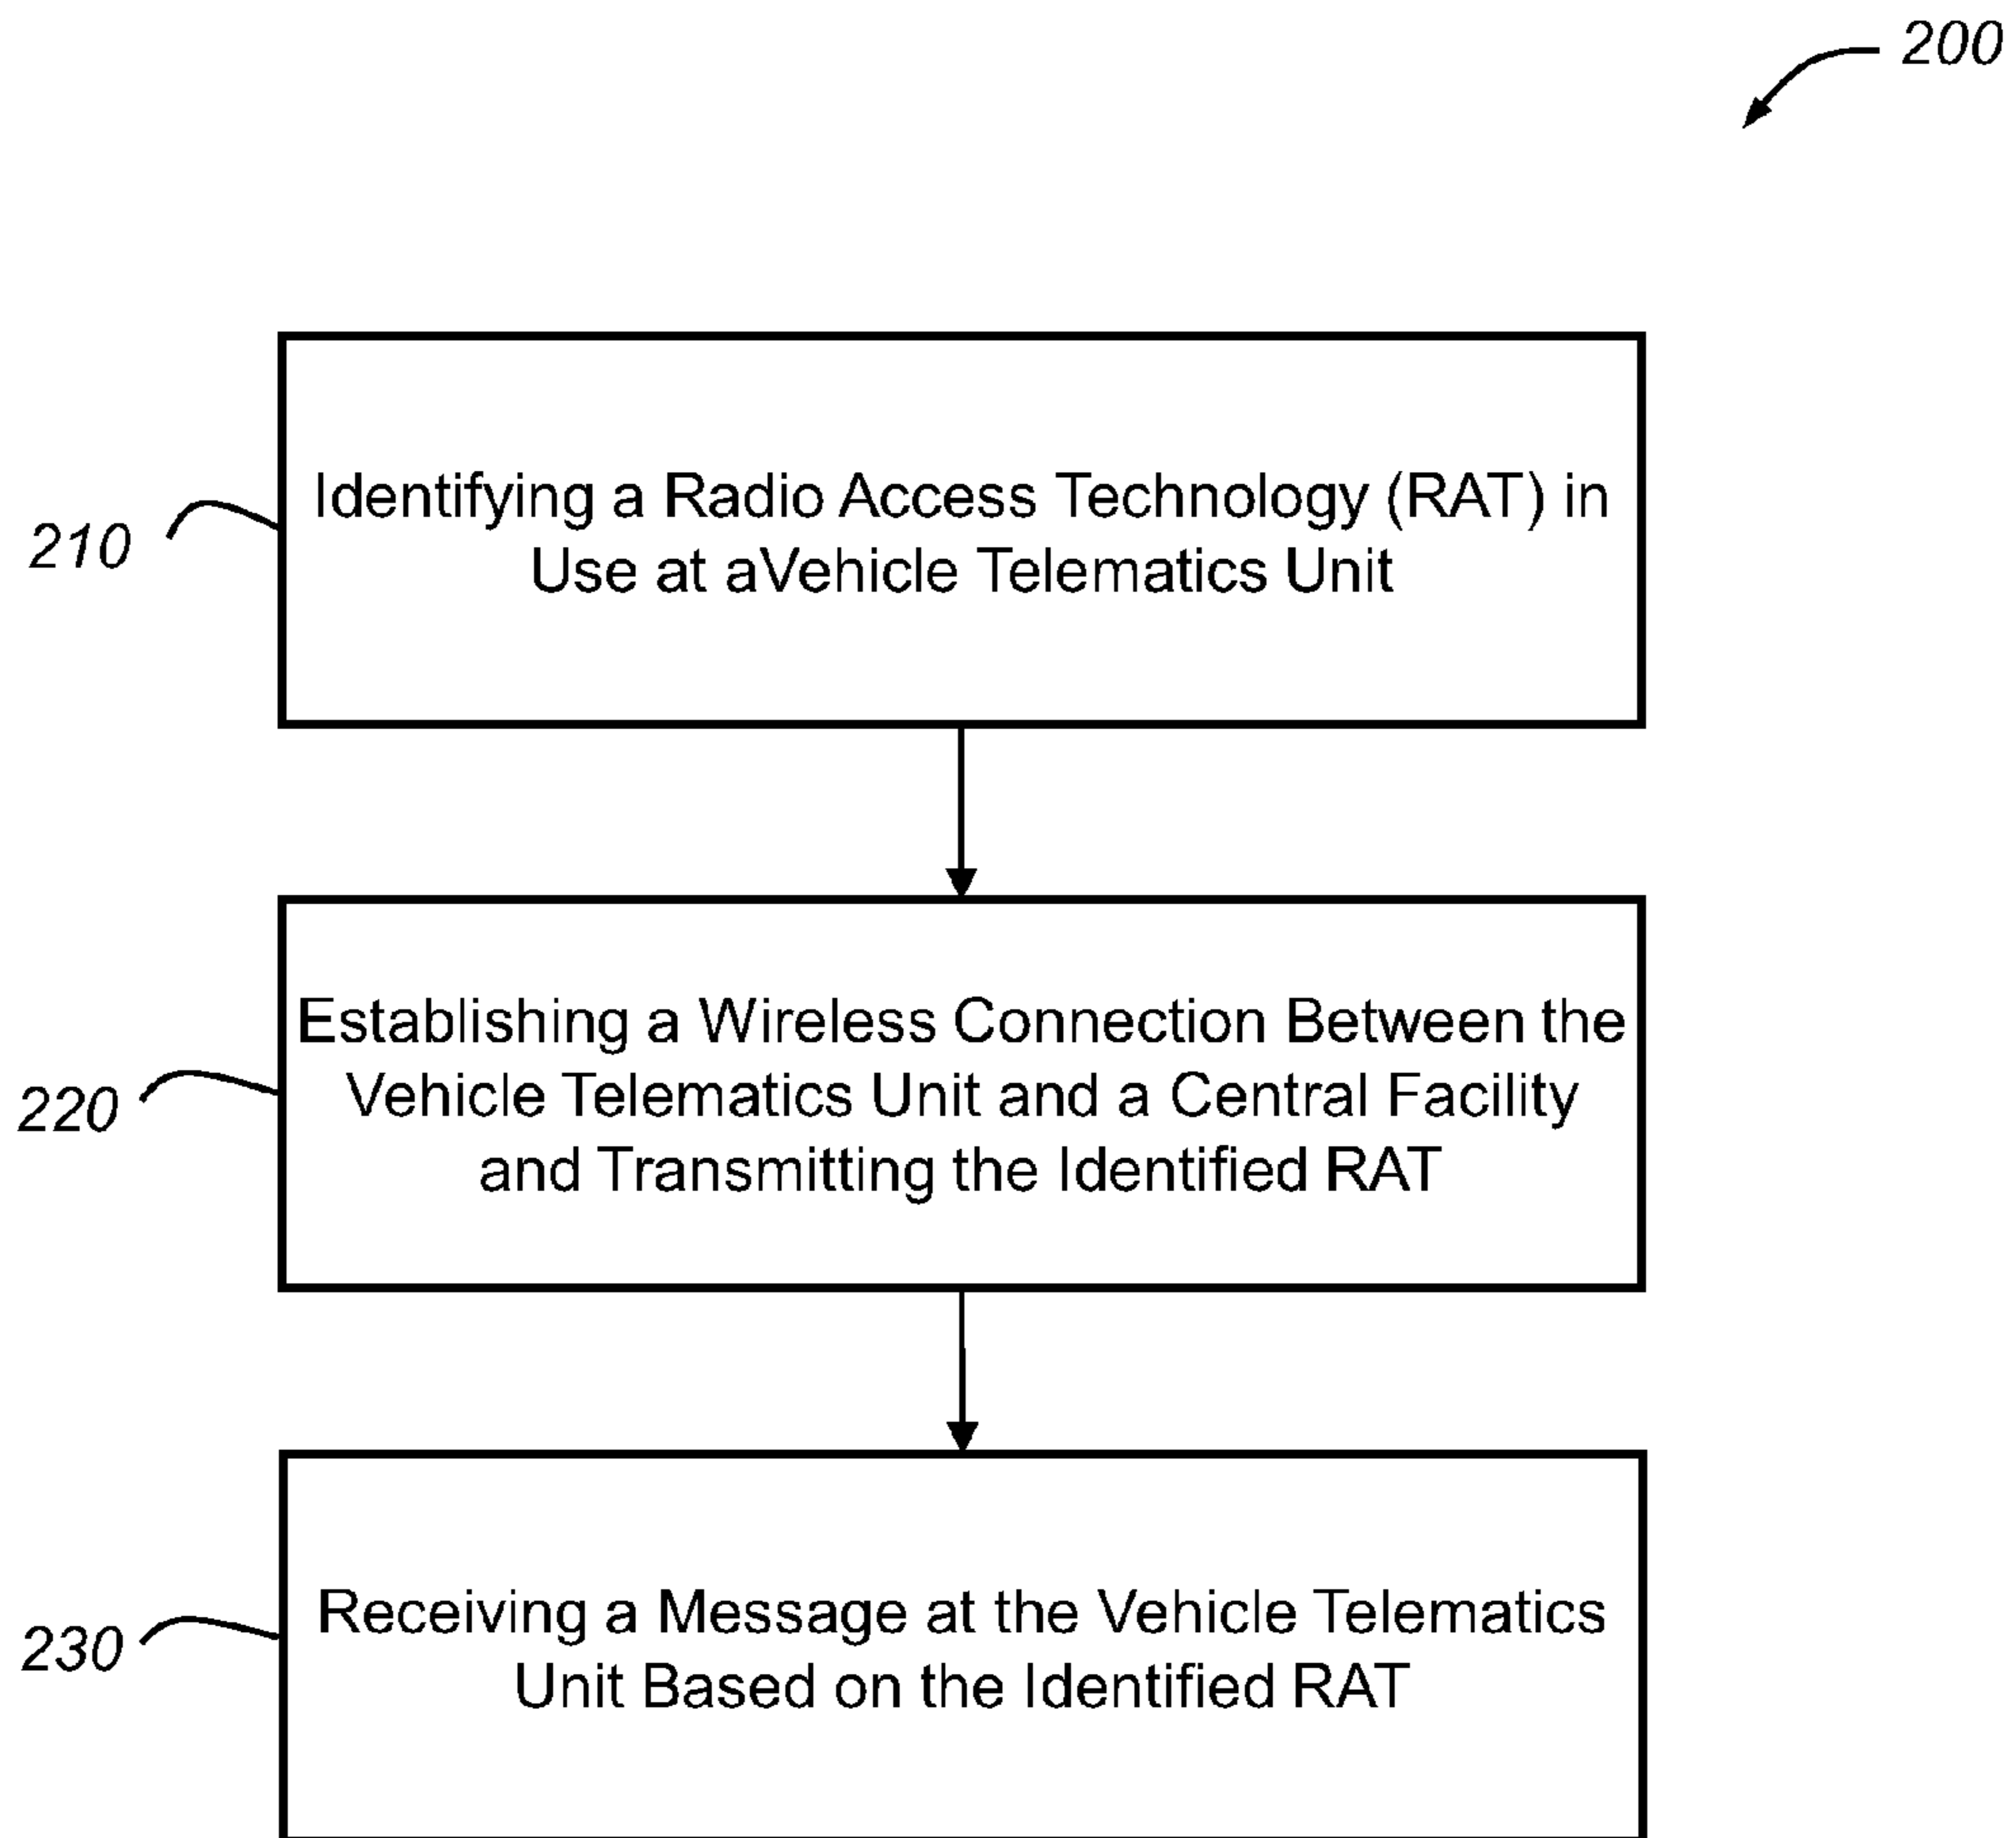 200
210
Identifying a Radio Access Technology (RAT) in
Use at aVehicle Telematics Unit
220
Establishing a Wireless Connection Between the
Vehicle Telematics Unit and a Central Facility
and Transmitting the Identified RAT
230
Receiving a Message at the Vehicle Telematics
Unit Based on the Identified RAT